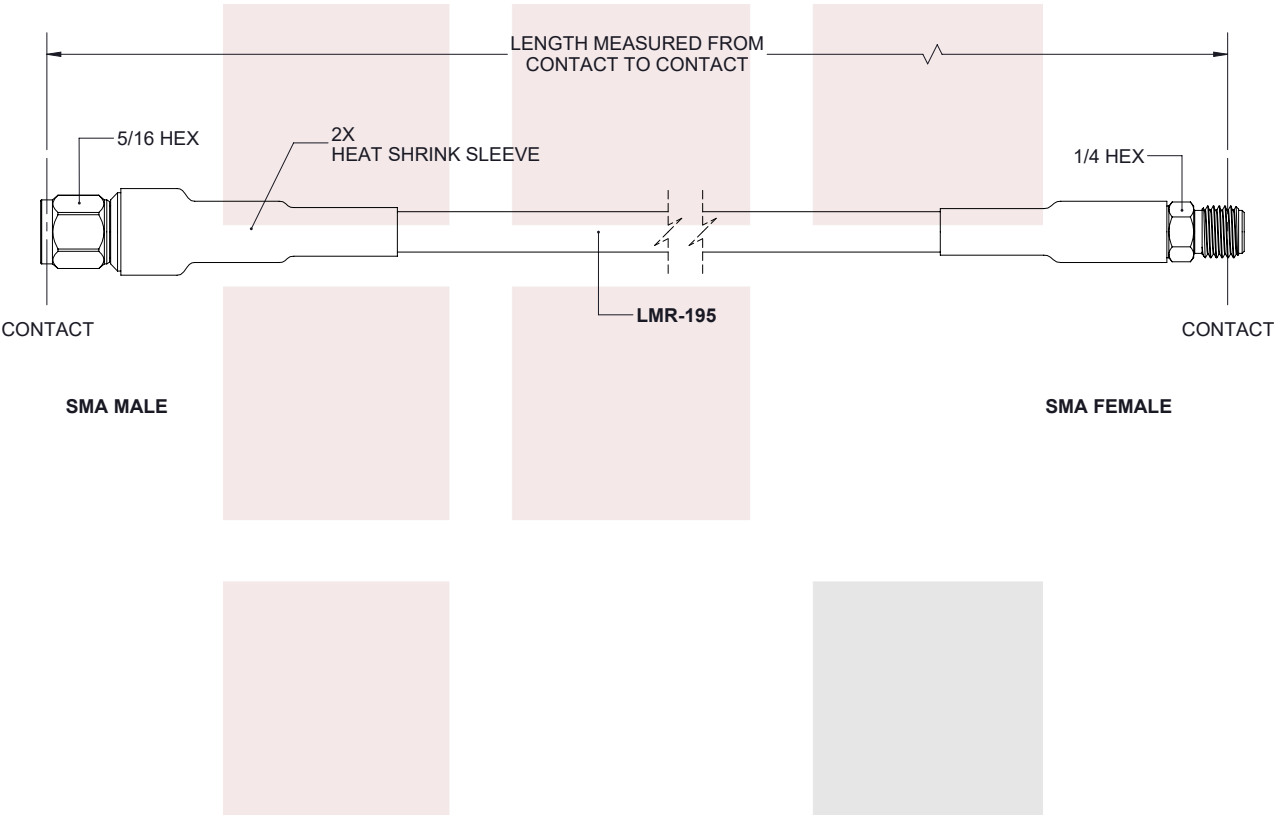 LENGTH MEASURED FROM
CONTACT TO CONTACT
5/16 HEX
2X
HEAT SHRINK SLEEVE
1/4 HEX
LMR-195
CONTACT
CONTACT
SMA MALE
SMA FEMALE